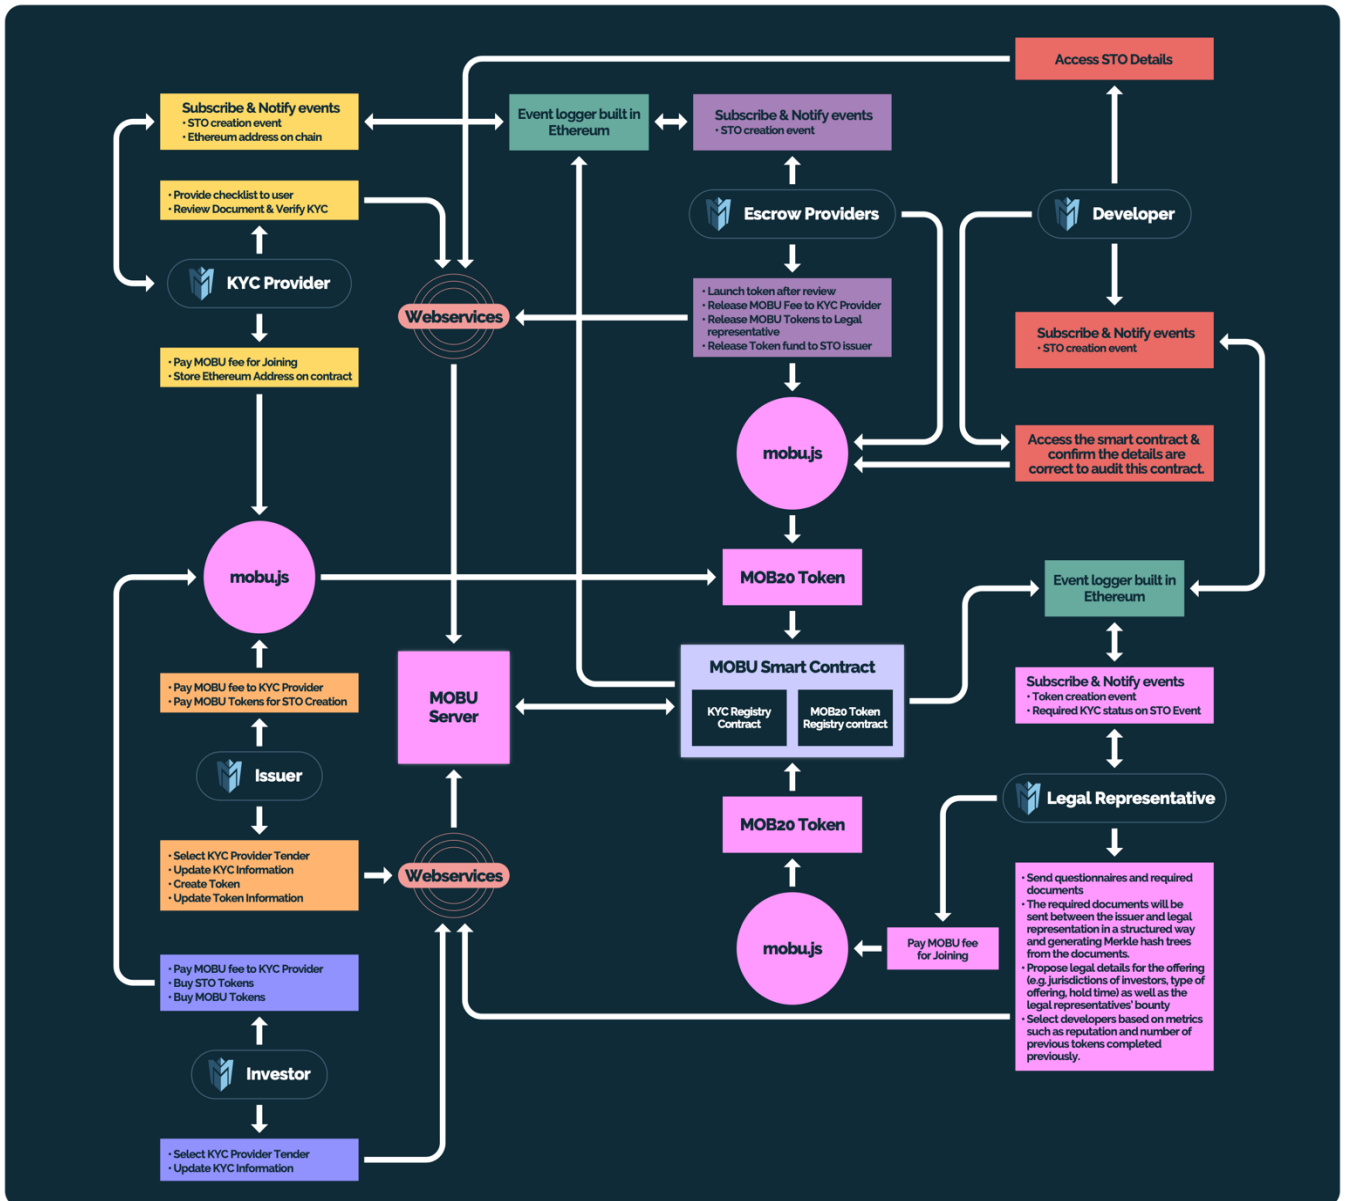 Access STO Details
Subscribe & Notify events
• STO creation event
• Ethereum address on chain
Event logger built in
Ethereum
Subscribe & Notify events
• STO creation event
• Provide checklist to user
• Review Document & Verify KYC
Escrow Providers
Developer
KYC Provider
• Launch token after review
• Release MOBU Fee to KYC Provider
• Release MOBU Tokens to Legal
representative
• Release Token fund to STO issuer
Webservices
Subscribe & Notify events
• STO creation event
• Pay MOBU fee for Joining
• Store Ethereum Address on contract
mobu.js
Access the smart contract &
confirm the details are
correct to audit this contract.
mobu.js
MOB20 Token
Event logger built in
Ethereum
MOBU Smart Contract
KYC Registry
Contract
MOB20 Token
Registry contract
MOBU
Server
• Pay MOBU fee to KYC Provider
• Pay MOBU Tokens for STO Creation
Subscribe & Notify events
• Token creation event
• Required KYC status on STO Event
Issuer
Legal Representative
MOB20 Token
• Select KYC Provider Tender
• Update KYC Information
• Create Token
• Update Token Information
Webservices
• Send questionnaires and required
documents
• The required documents will be
sent between the issuer and legal
representation in a structured way
and generating Merkle hash trees
from the documents.
• Propose legal details for the offering
(e.g. jurisdictions of investors, type of
offering, hold time) as well as the
legal representatives' bounty
• Select developers based on metrics
such as reputation and number of
previous tokens completed
previously.
mobu.js
Pay MOBU fee
for Joining
• Pay MOBU fee to KYC Provider
• Buy STO Tokens
• Buy MOBU Tokens
Investor
• Select KYC Provider Tender
• Update KYC Information